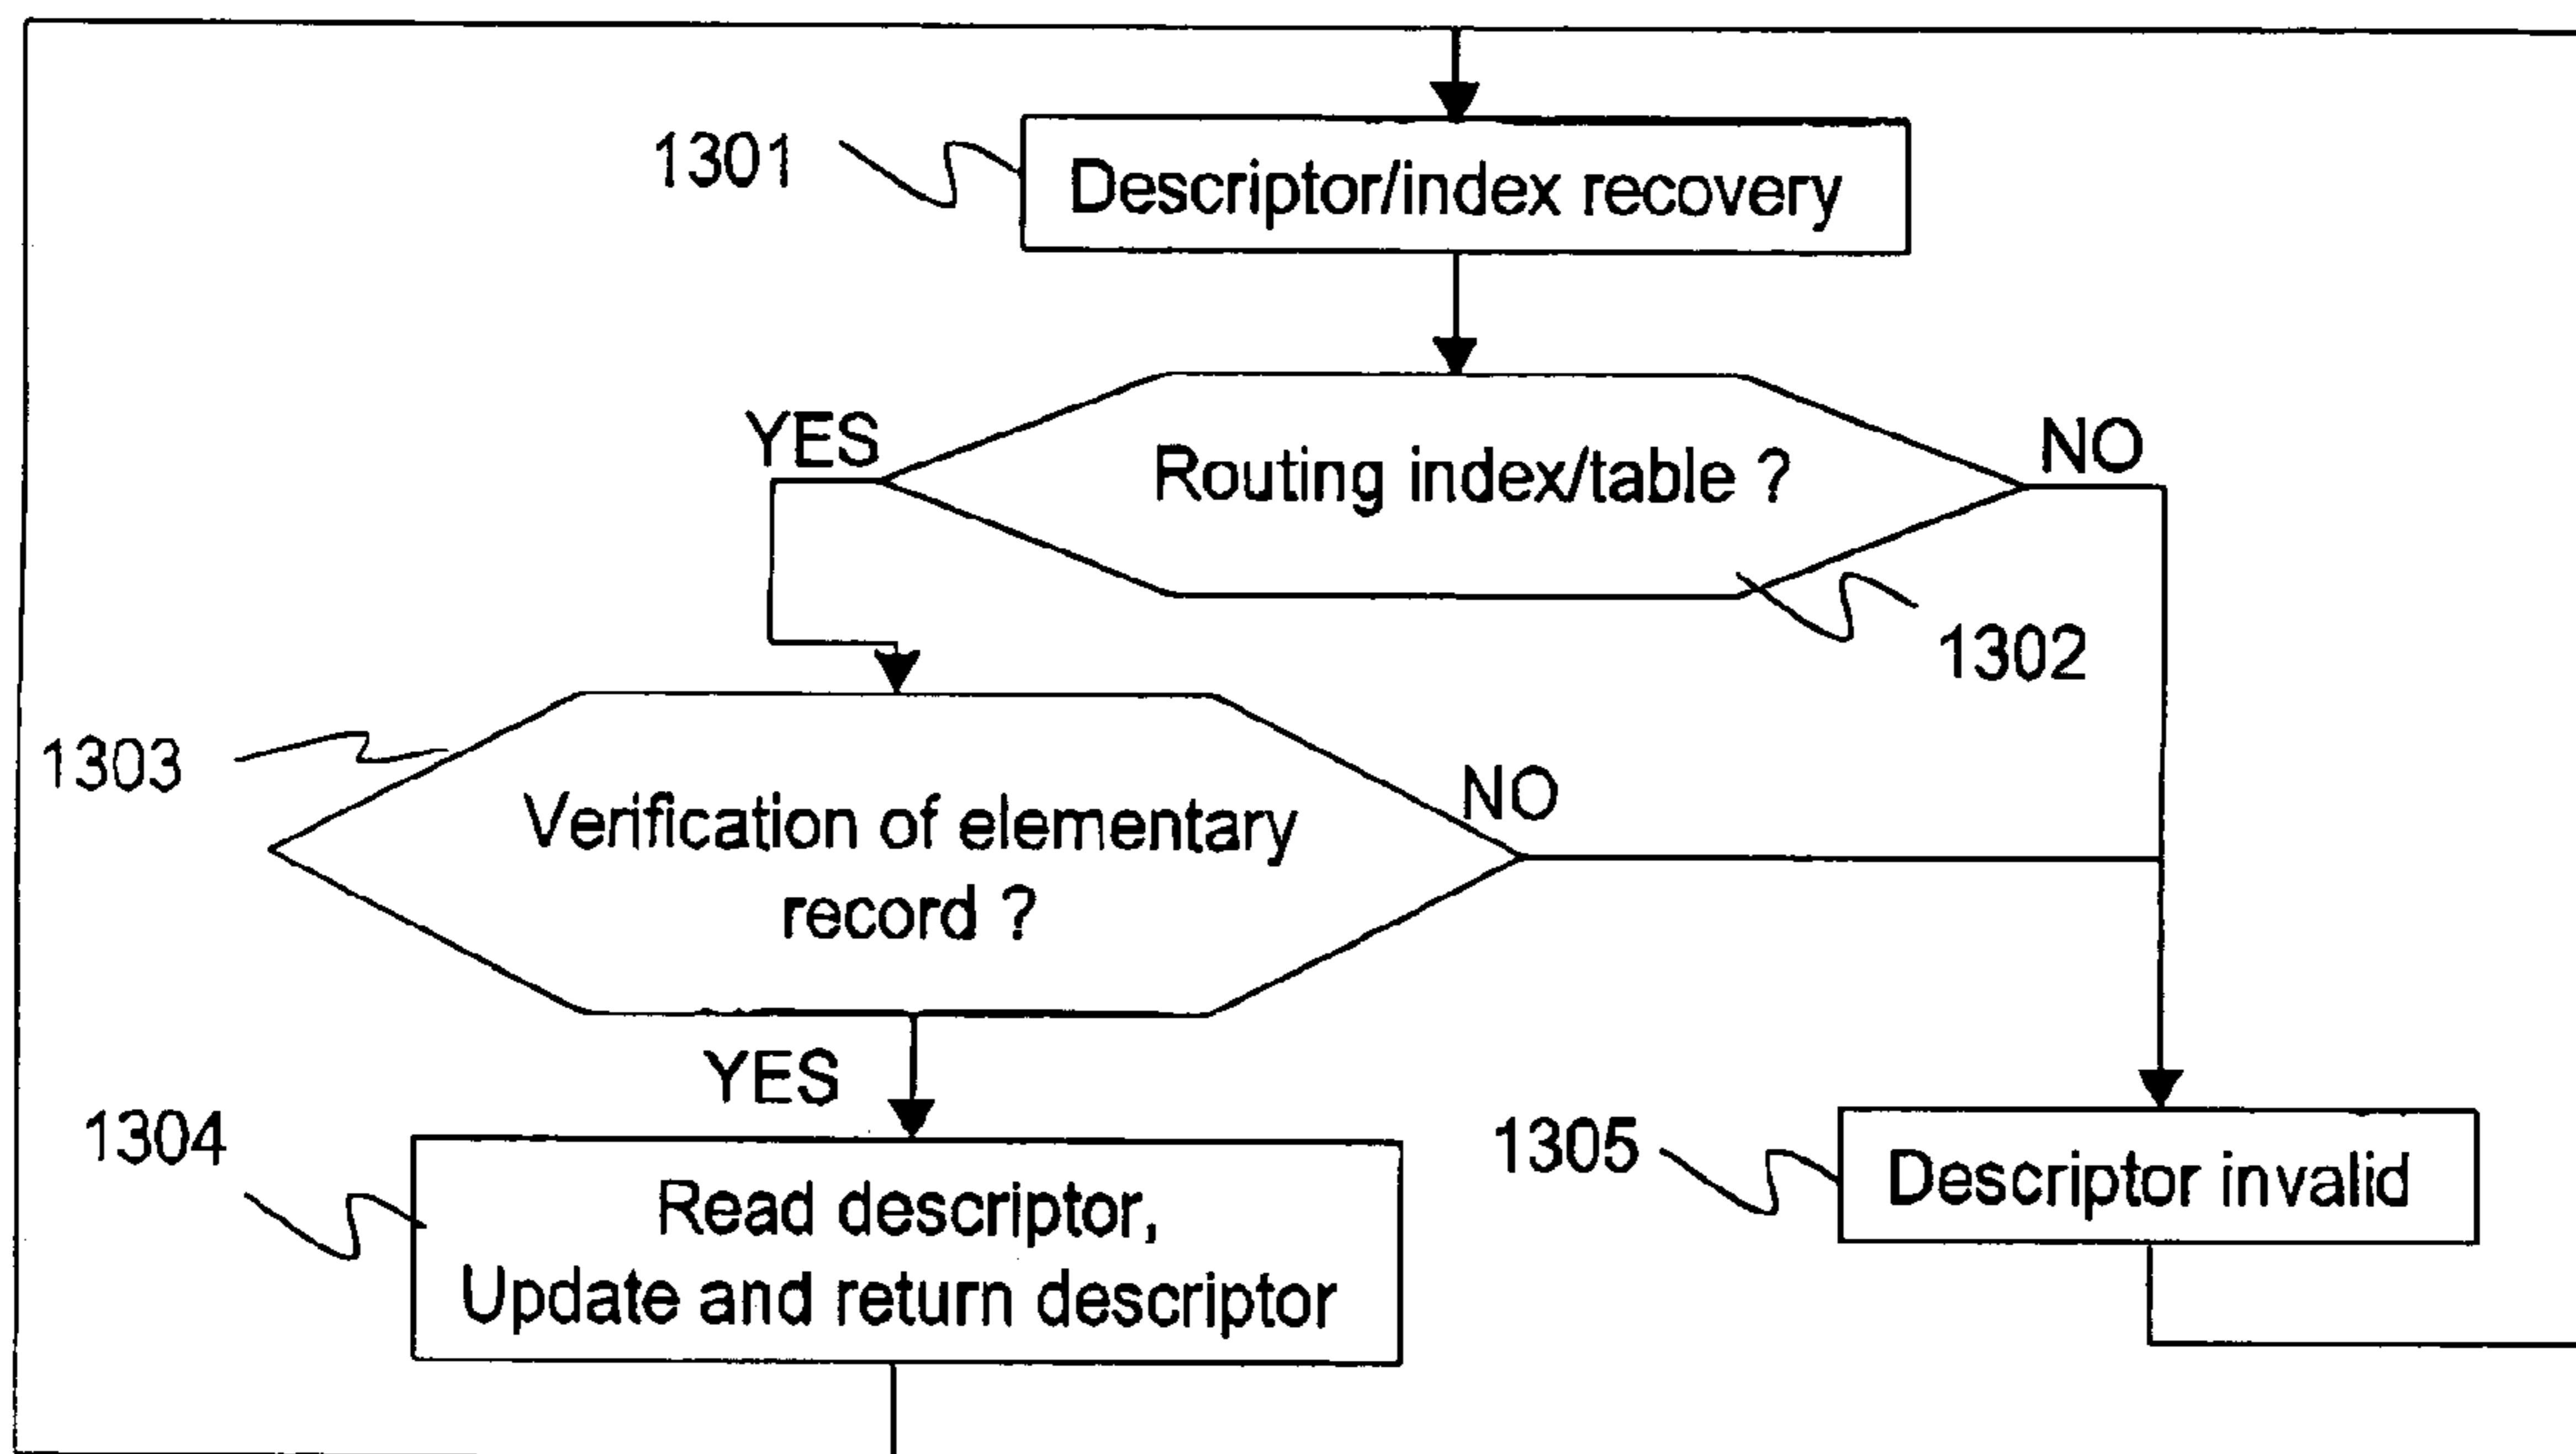 1301
Descriptor/index recovery
YES
Routing index/table ?
NO
1302
1303
Verification of elementary
record ?
NO
YES
1304
Read descriptor,
Update and return descriptor
1305
Descriptor invalid